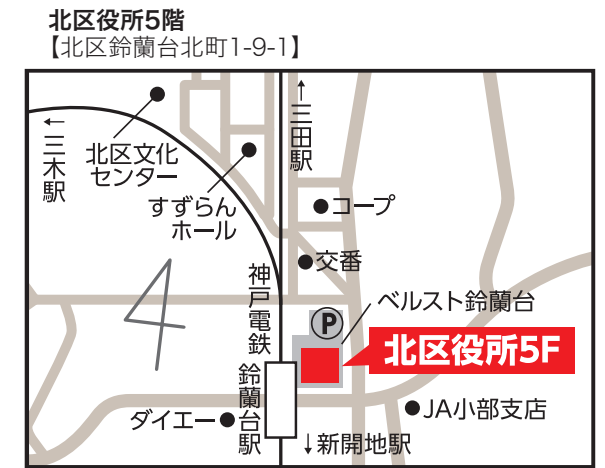 北区役所5階
【北区鈴蘭台北町1-9-1】
↑三田駅
←三木駅
北区文化
センター
すずらん
ホール
コープ
交番
神戸電鉄
ベルスト鈴蘭台
P
北区役所5F
鈴蘭台駅
ダイエー
JA小部支店
↓新開地駅